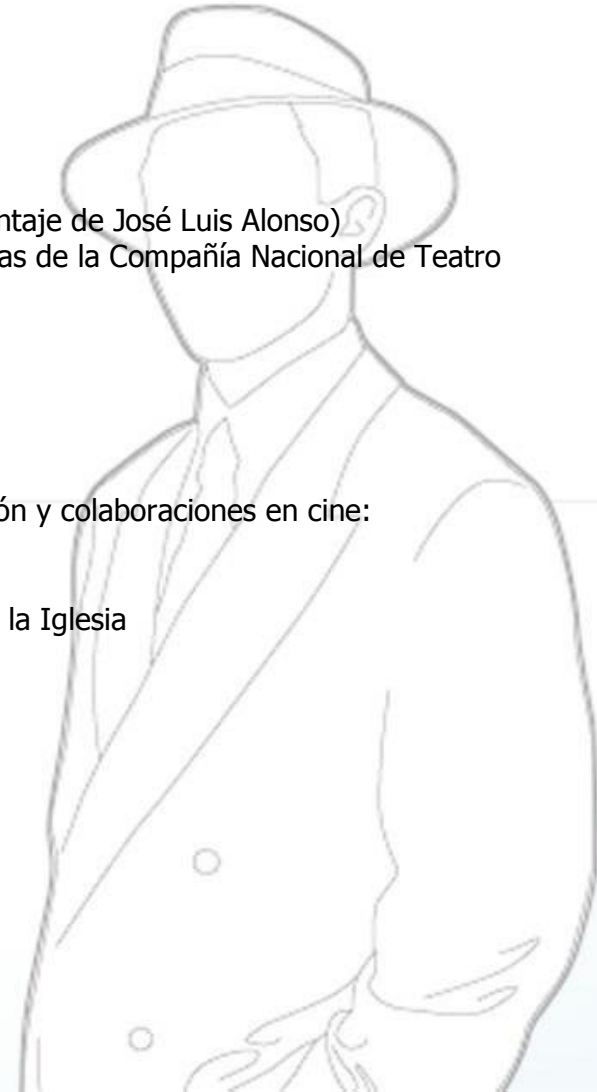 ntaje de José Luis Alonso)
as de la Compañía Nacional de Teatro
ón y colaboraciones en cine:
la Iglesia